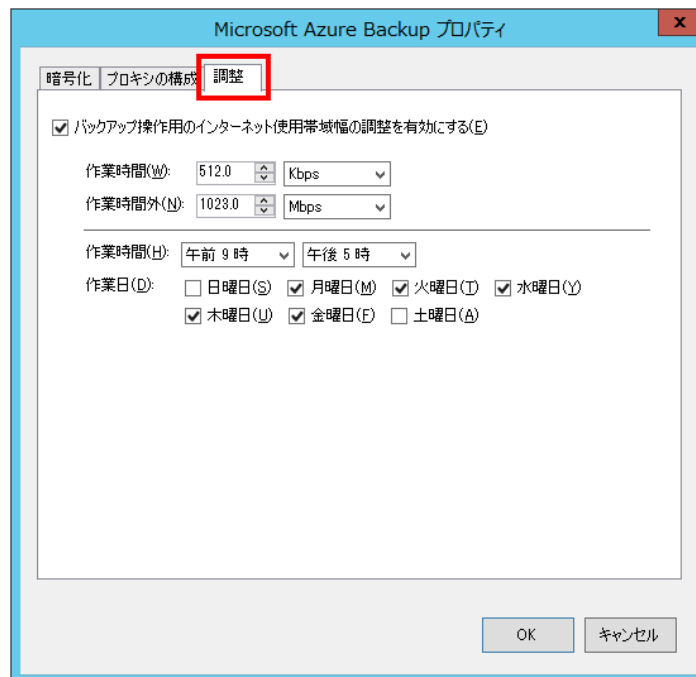 Microsoft Azure Backup プロパティ
x
暗号化 プロキシの構成 調整
バックアップ操作用のインターネット使用帯域幅の調整を有効にする(E)
作業時間(W): 512.0 Kbps
作業時間外(N): 1023.0 Mbps
作業時間(H): 午前 9 時 午後 5 時
作業日(D): 日曜日(S) 月曜日(M) 火曜日(T) 水曜日(Y)
木曜日(U) 金曜日(F) 土曜日(A)
OK キャンセル